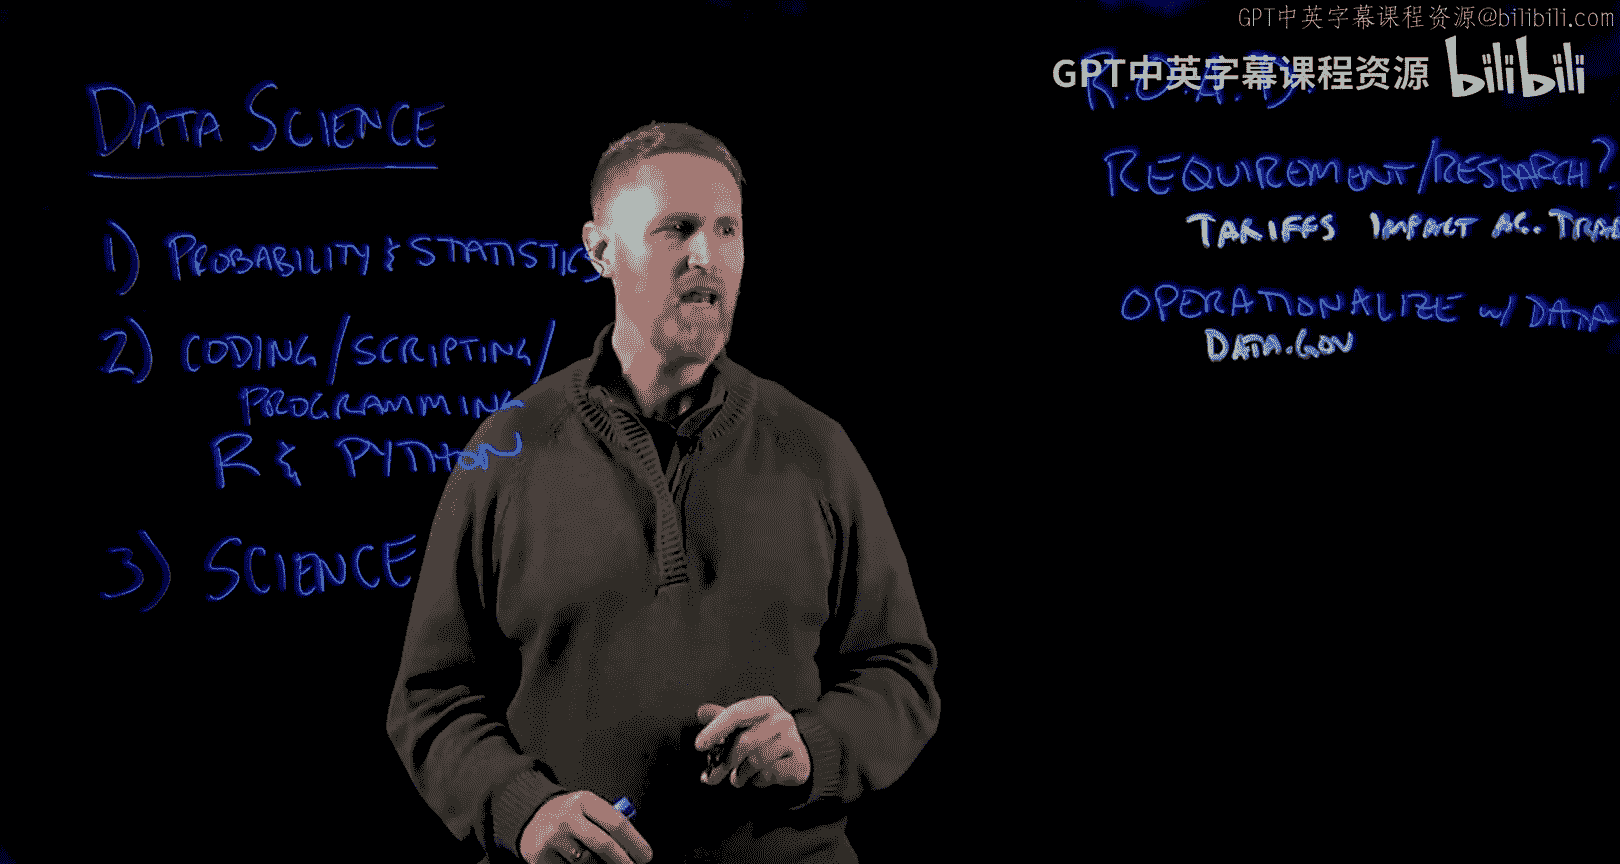 GPT中英字幕课程资源@bilibili.com
GPT中英字幕课程资源 bilibili
DATA SCIENCE
1) PROBABILITY & STATISTICS
2) CODING/SCRIPTING/
PROGRAMMING
R & PYTHON
3) SCIENCE
R.O.A.D.
REQUIREMENT/RESEARCH?
TARIFFS IMPACT AG. TRAD
OPERATIONALIZE w/ DATA
DATA.GOV